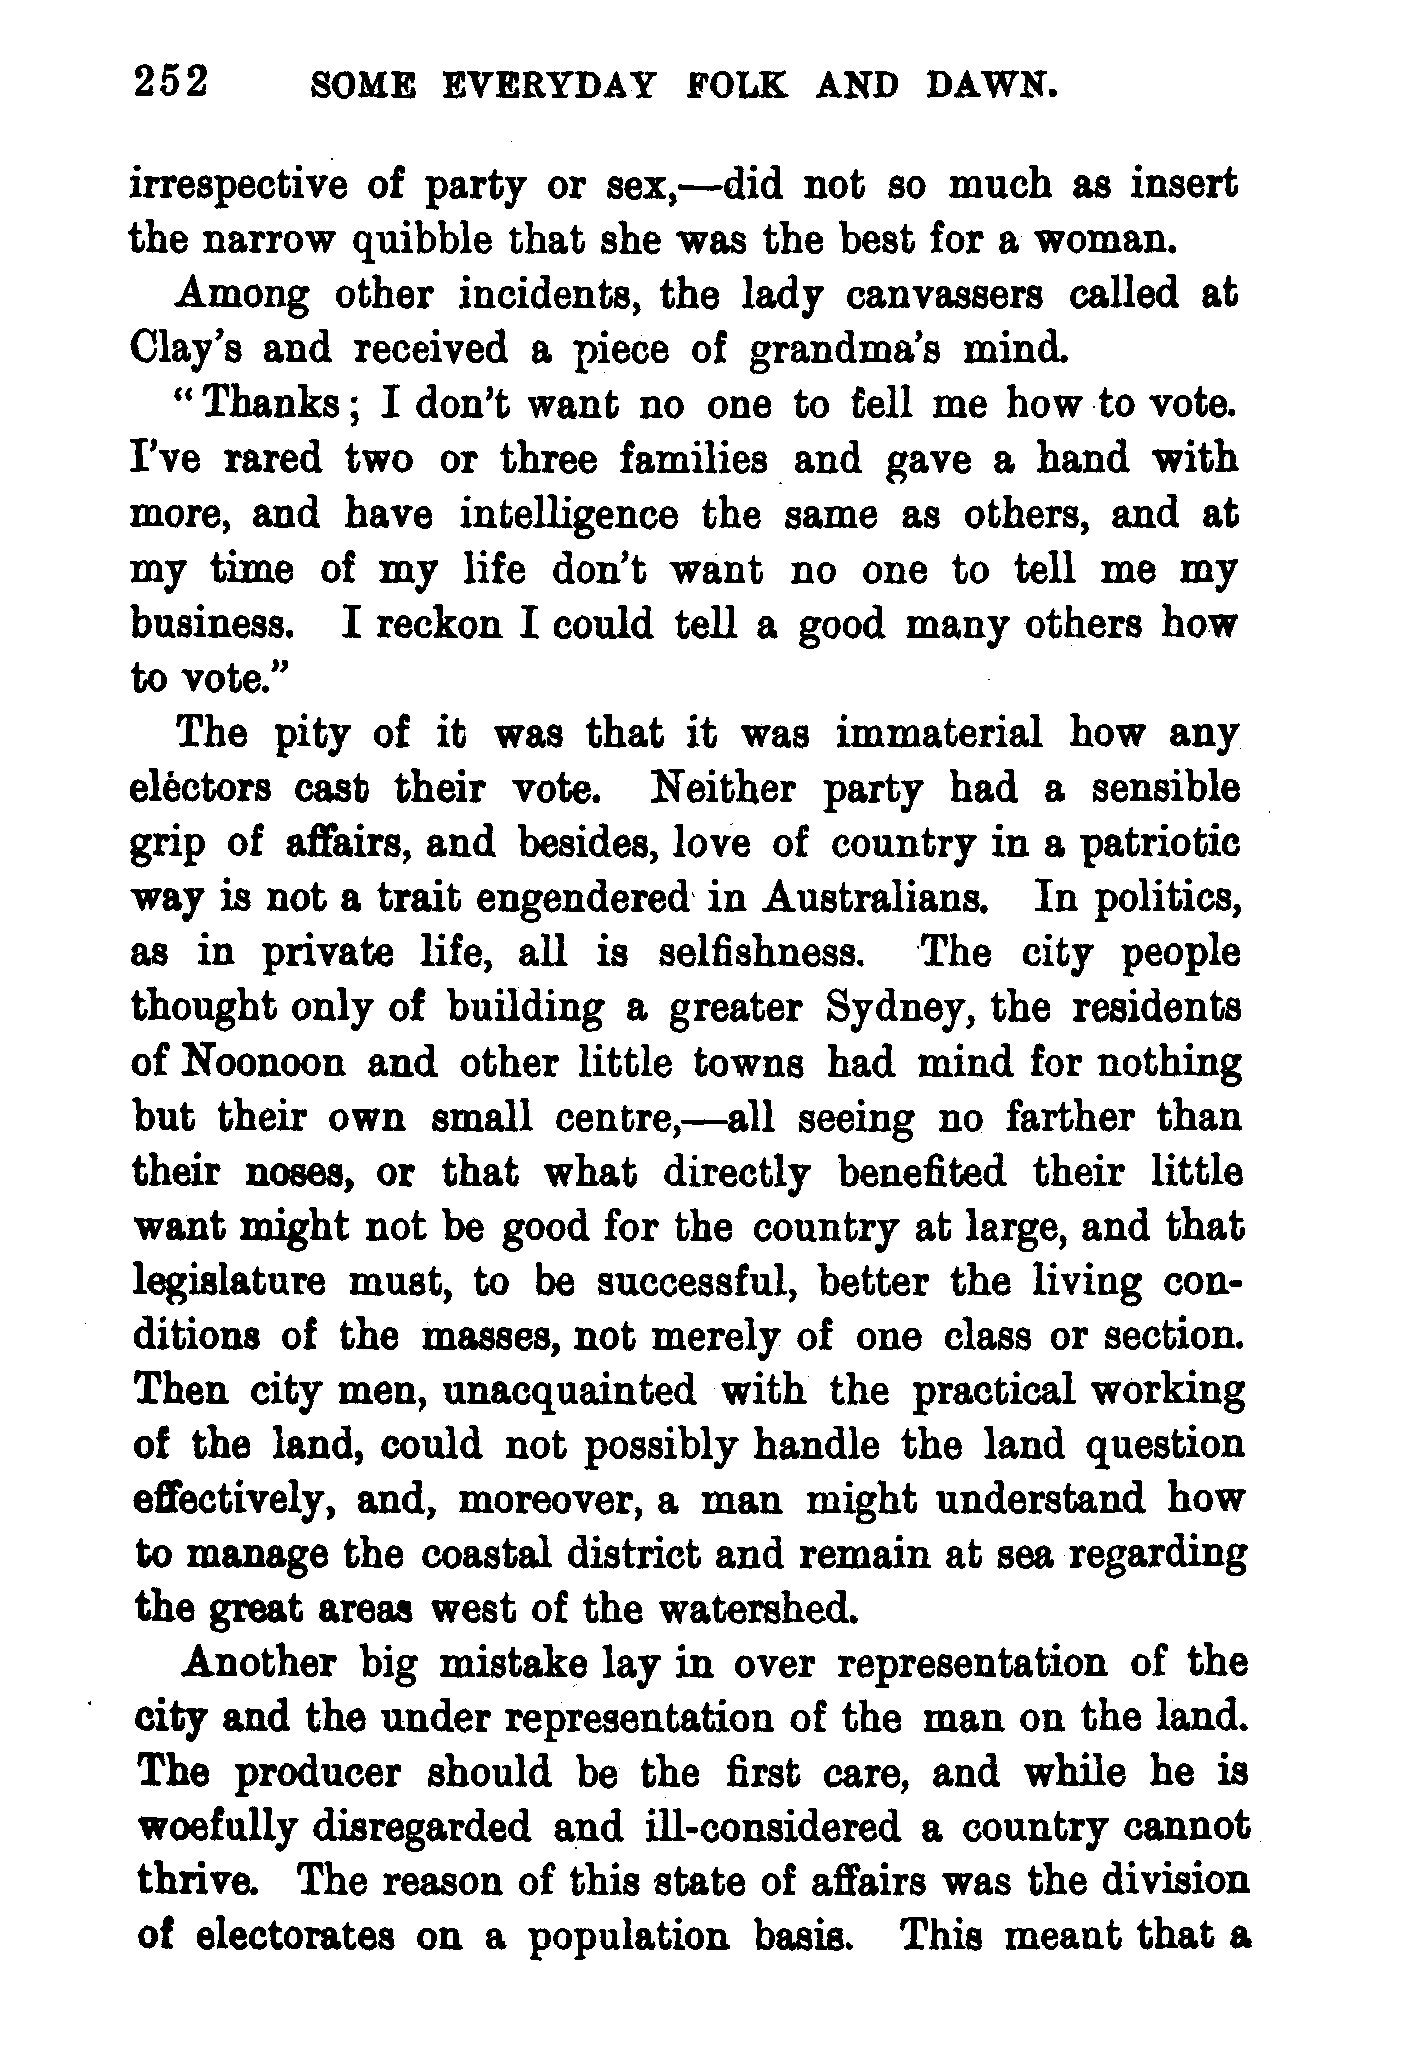 252 SOME EVERYDAY FOLK AND DAWN.
irrespective of party or sex,—did not so much as insert
the narrow quibble that she was the best for a woman.
Among other incidents, the lady canvassers called at
Clay's and received a piece of grandma's mind.
"Thanks; I don't want no one to tell me how to vote.
I've rared two or three families and gave a hand with
more, and have intelligence the same as others, and at
my time of my life don't want no one to tell me my
business. I reckon I could tell a good many others how
to vote."
The pity of it was that it was immaterial how any
electors cast their vote. Neither party had a sensible
grip of affairs, and besides, love of country in a patriotic
way is not a trait engendered in Australians. In politics,
as in private life, all is selfishness. The city people
thought only of building a greater Sydney, the residents
of Noonoon and other little towns had mind for nothing
but their own small centre,—all seeing no farther than
their noses, or that what directly benefited their little
want might not be good for the country at large, and that
legislature must, to be successful, better the living con-
ditions of the masses, not merely of one class or section.
Then city men, unacquainted with the practical working
of the land, could not possibly handle the land question
effectively, and, moreover, a man might understand how
to manage the coastal district and remain at sea regarding
the great areas west of the watershed.
Another big mistake lay in over representation of the
city and the under representation of the man on the land.
The producer should be the first care, and while he is
woefully disregarded and ill-considered a country cannot
thrive. The reason of this state of affairs was the division
of electorates on a population basis. This meant that a